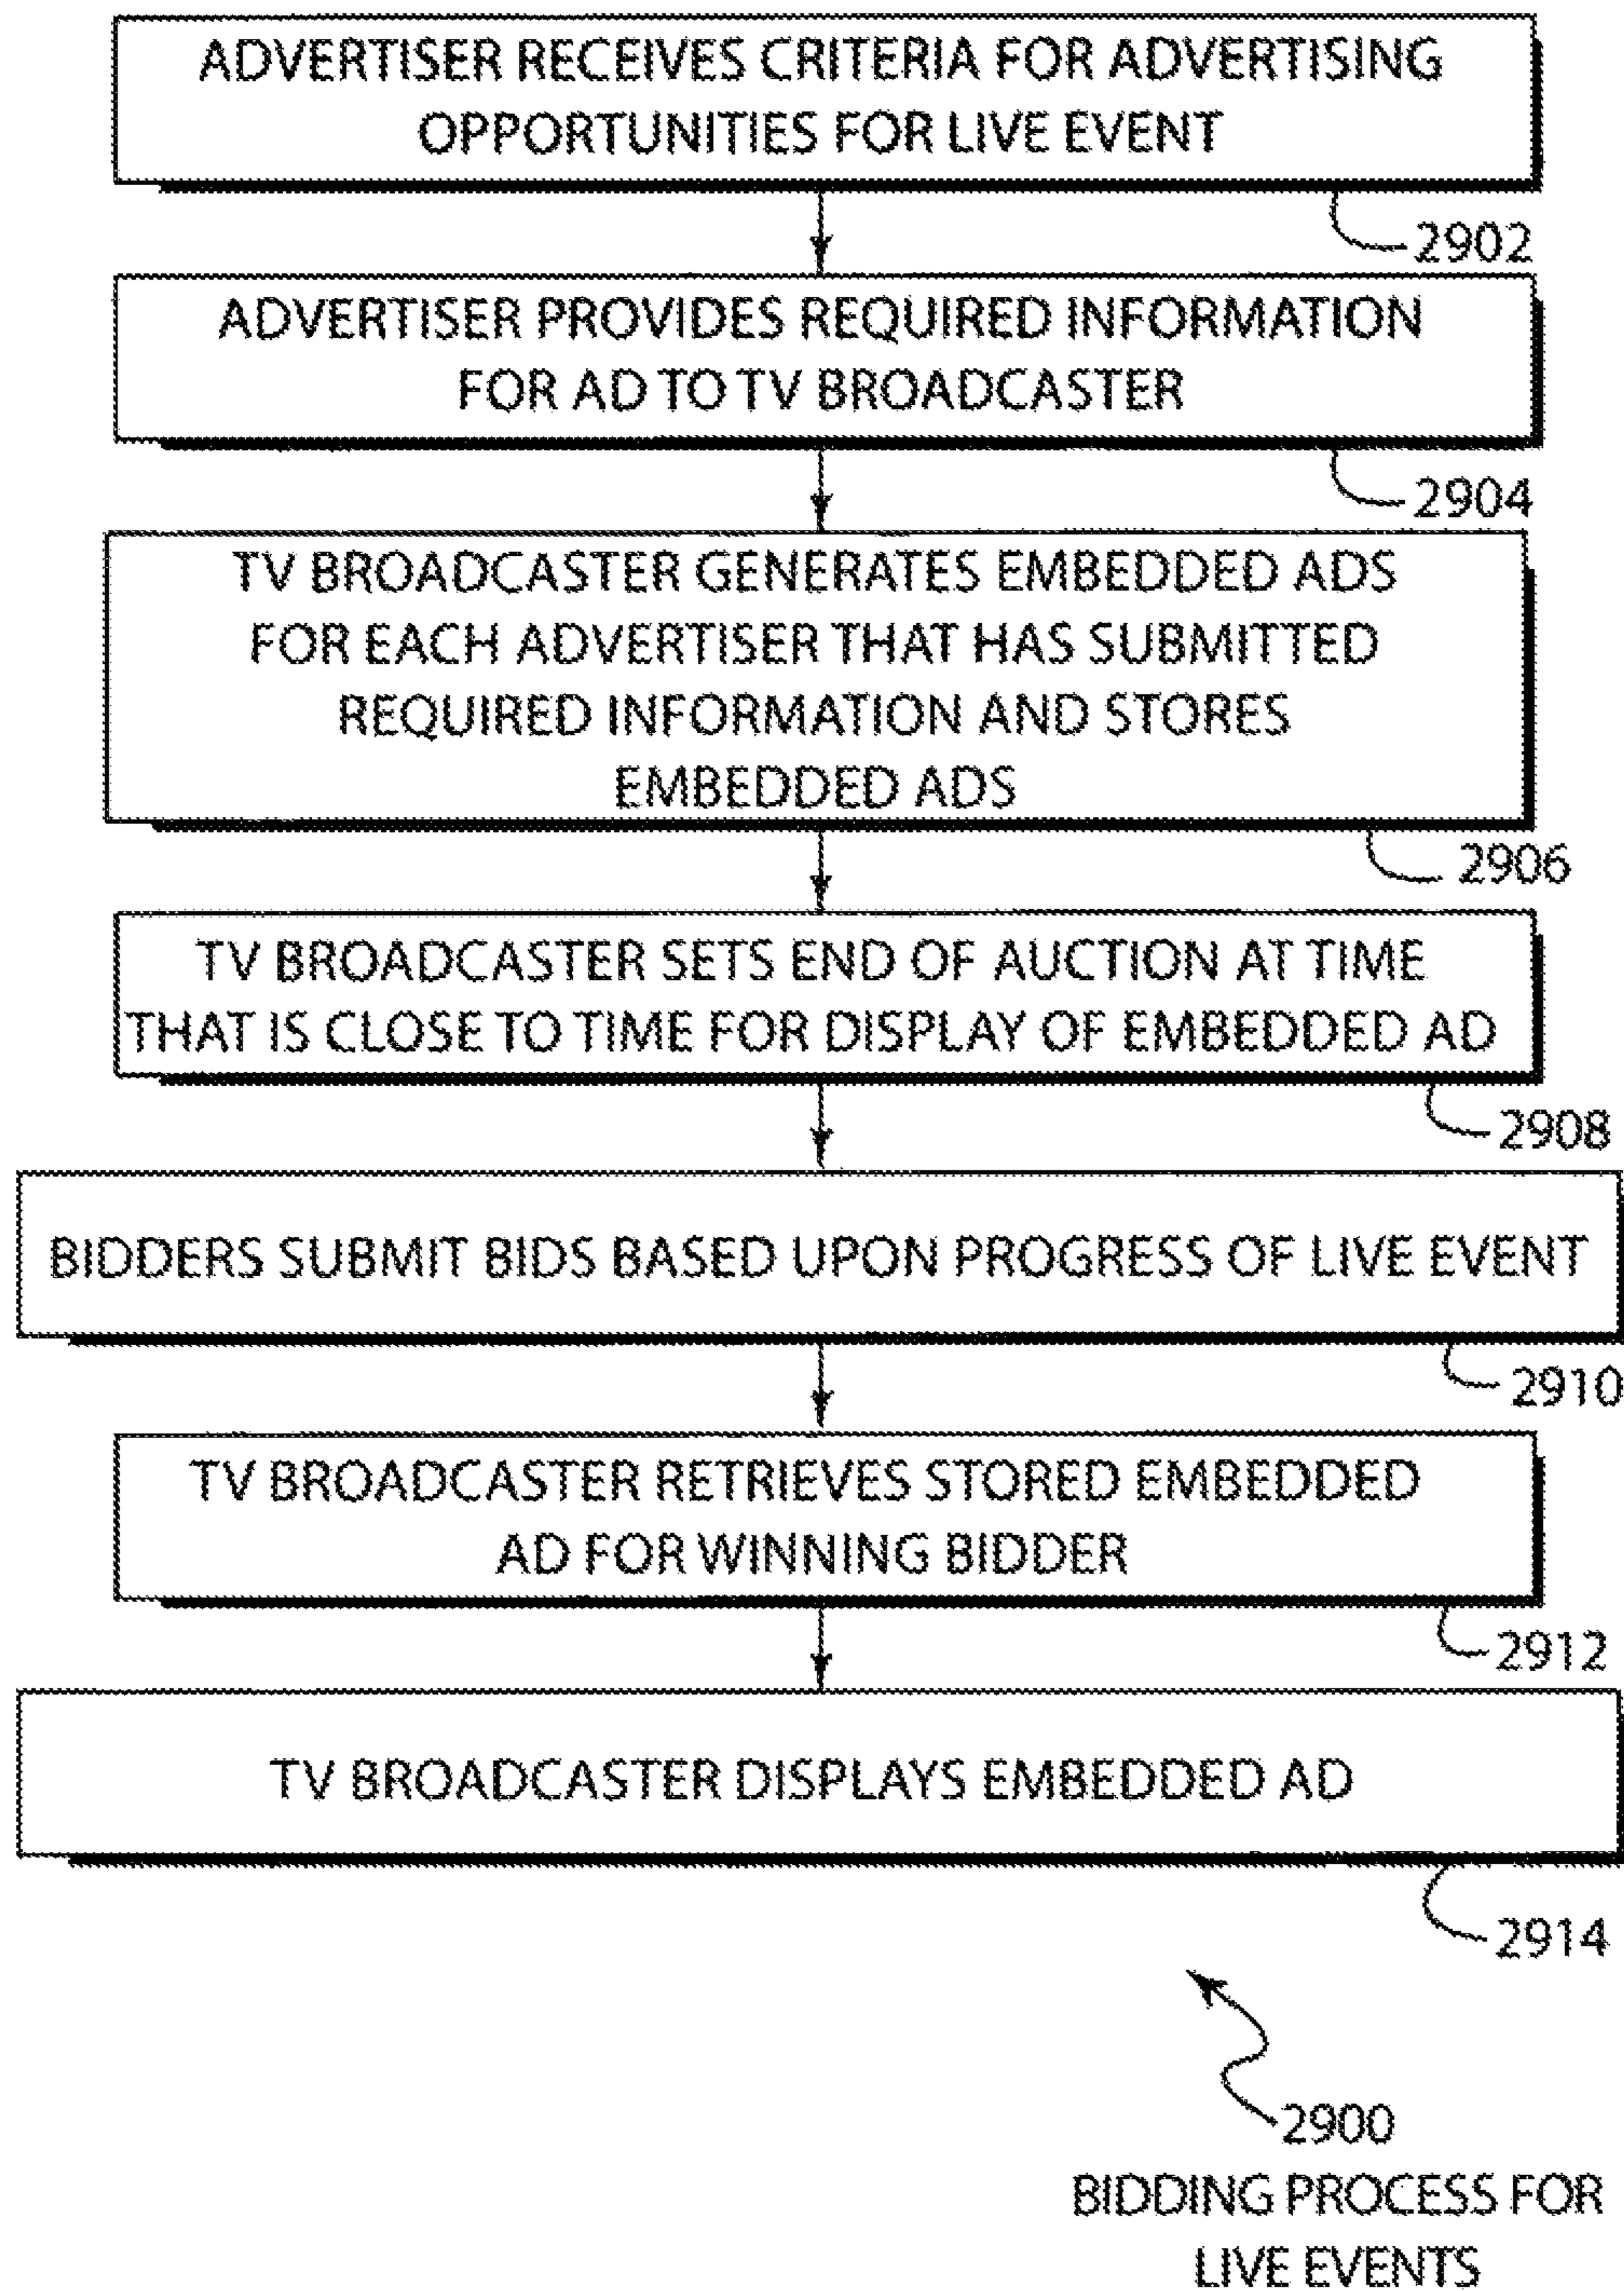 ADVERTISER RECEIVES CRITERIA FOR ADVERTISING
OPPORTUNITIES FOR LIVE EVENT
2902
ADVERTISER PROVIDES REQUIRED INFORMATION
FOR AD TO TV BROADCASTER
2904
TV BROADCASTER GENERATES EMBEDDED ADS
FOR EACH ADVERTISER THAT HAS SUBMITTED
REQUIRED INFORMATION AND STORES
EMBEDDED ADS
2906
TV BROADCASTER SETS END OF AUCTION AT TIME
THAT IS CLOSE TO TIME FOR DISPLAY OF EMBEDDED AD
2908
BIDDERS SUBMIT BIDS BASED UPON PROGRESS OF LIVE EVENT
2910
TV BROADCASTER RETRIEVES STORED EMBEDDED
AD FOR WINNING BIDDER
2912
TV BROADCASTER DISPLAYS EMBEDDED AD
2914
2900
BIDDING PROCESS FOR
LIVE EVENTS